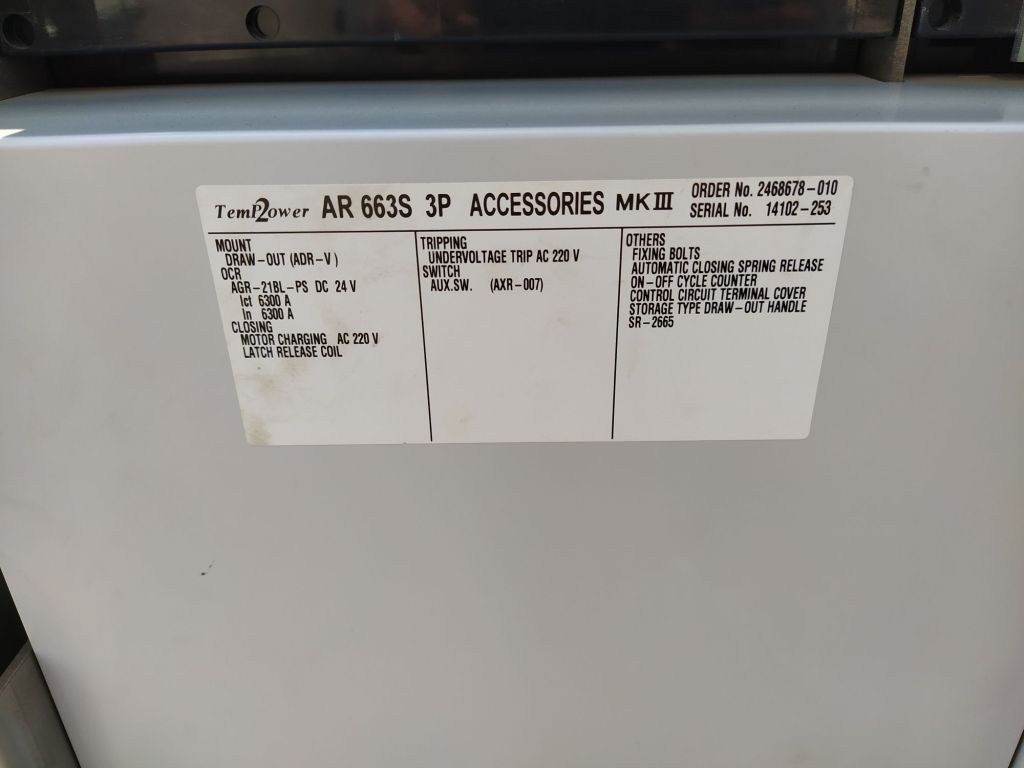 TemPower2 AR 663S 3P ACCESSORIES MK III
ORDER No. 2468678-010
SERIAL No. 14102-253
MOUNT
DRAW-OUT (ADR-V)
OCR
AGR-21BL-PS DC 24 V
Ict 6300 A
In 6300 A
CLOSING
MOTOR CHARGING AC 220 V
LATCH RELEASE COIL
TRIPPING
UNDERVOLTAGE TRIP AC 220 V
SWITCH
AUX.SW. (AXR-007)
OTHERS
FIXING BOLTS
AUTOMATIC CLOSING SPRING RELEASE
ON-OFF CYCLE COUNTER
CONTROL CIRCUIT TERMINAL COVER
STORAGE TYPE DRAW-OUT HANDLE
SR-2665